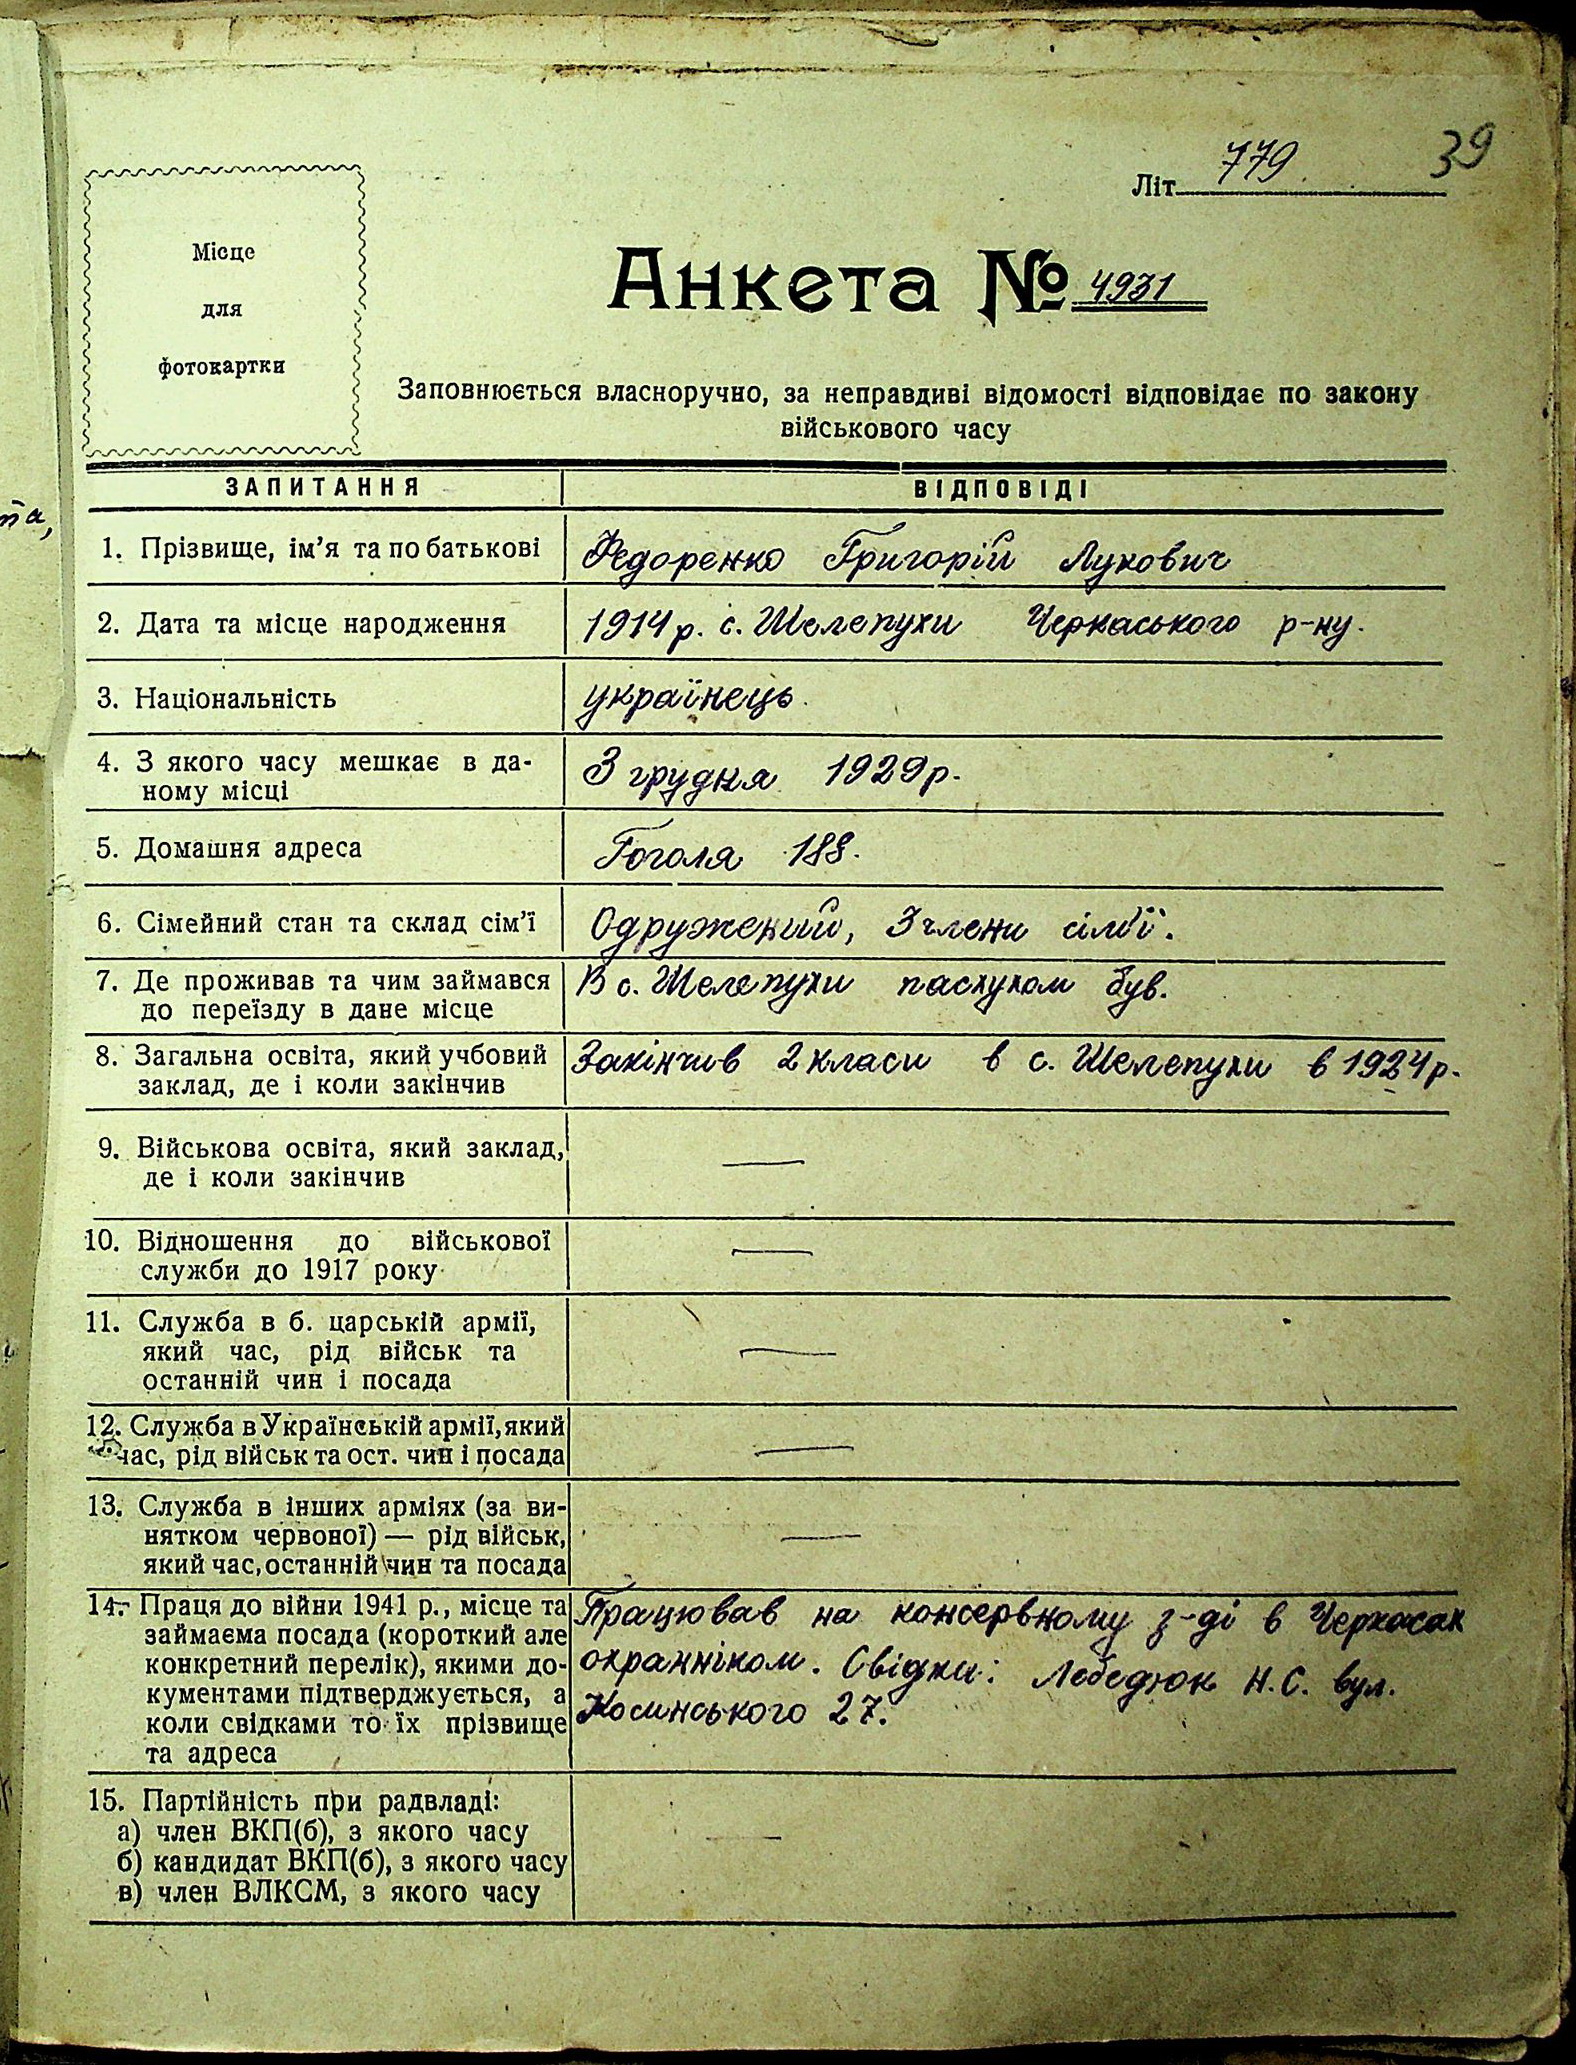 39
Літ 779
Місце
для
фотокартки
Анкета № 4931
Заповнюється власноручно, за неправдиві відомості відповідає по закону
військового часу
ЗАПИТАННЯ ВІДПОВІДІ
та,
1. Прізвище, ім'я та по батькові Федоренко Григорій Лукович
2. Дата та місце народження 1914 р. с. Шелепухи Черкаського р-ну.
3. Національність українець
4. З якого часу мешкає в да- З грудня 1929 р.
ному місці
5. Домашня адреса Гоголя 188.
6. Сімейний стан та склад сім'ї Одружений, 3 члени сім'ї.
7. Де проживав та чим займався В с. Шелепухи пастухом був.
до переїзду в дане місце
8. Загальна освіта, який учбовий Закінчив 2 класи в с. Шелепухи в 1924 р.
заклад, де і коли закінчив
9. Військова освіта, який заклад, —
де і коли закінчив
10. Відношення до військової —
служби до 1917 року
11. Служба в б. царській армії,
який час, рід військ та —
останній чин і посада
12. Служба в Українській армії, який
час, рід військ та ост. чин і посада —
13. Служба в інших арміях (за ви-
нятком червоної) — рід військ, —
який час, останній чин та посада
14. Праця до війни 1941 р., місце та Працював на консервному з-ді в Черкасах
займаєма посада (короткий але
конкретний перелік), якими до- охранніком. Свідки: Лебедюк Н.С. вул.
кументами підтверджується, а
коли свідками то їх прізвище Косинського 27.
та адреса
15. Партійність при радвладі:
а) член ВКП(б), з якого часу —
б) кандидат ВКП(б), з якого часу
в) член ВЛКСМ, з якого часу